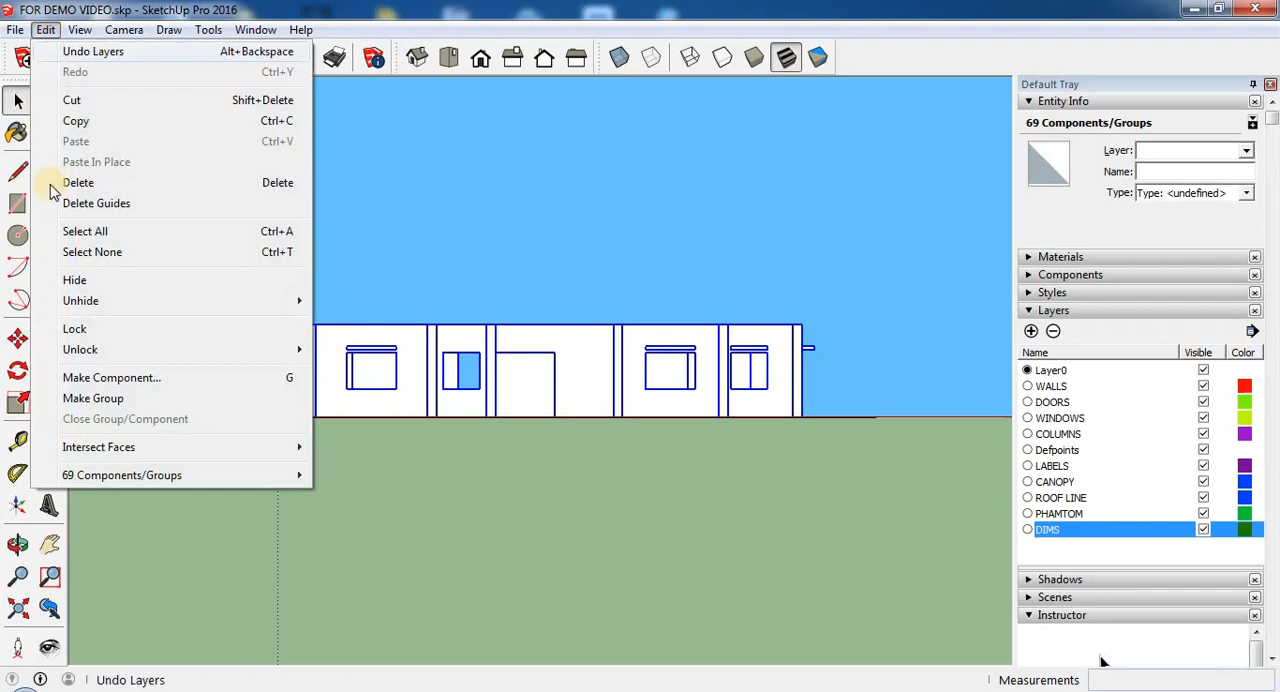 FOR DEMO VIDEO.skp - SketchUp Pro 2016
File Edit View Camera Draw Tools Window Help
Undo Layers Alt+Backspace
Redo Ctrl+Y
Cut Shift+Delete
Copy Ctrl+C
Paste Ctrl+V
Paste In Place
Delete Delete
Delete Guides
Select All Ctrl+A
Select None Ctrl+T
Hide
Unhide
Lock
Unlock
Make Component... G
Make Group
Close Group/Component
Intersect Faces
69 Components/Groups
Default Tray
Entity Info
69 Components/Groups
Layer:
Name:
Type: Type: <undefined>
Materials
Components
Styles
Layers
Name Visible Color
Layer0
WALLS
DOORS
WINDOWS
COLUMNS
Defpoints
LABELS
CANOPY
ROOF LINE
PHAMTOM
DIMS
Shadows
Scenes
Instructor
Undo Layers
Measurements